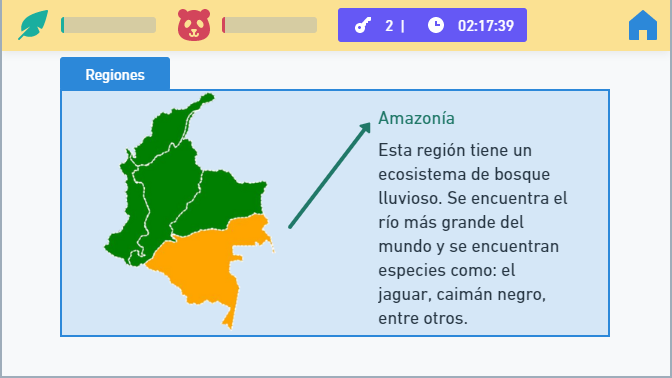 2 | 02:17:39
Regiones
Amazonía
Esta región tiene un
ecosistema de bosque
lluvioso. Se encuentra el
río más grande del
mundo y se encuentran
especies como: el
jaguar, caimán negro,
entre otros.